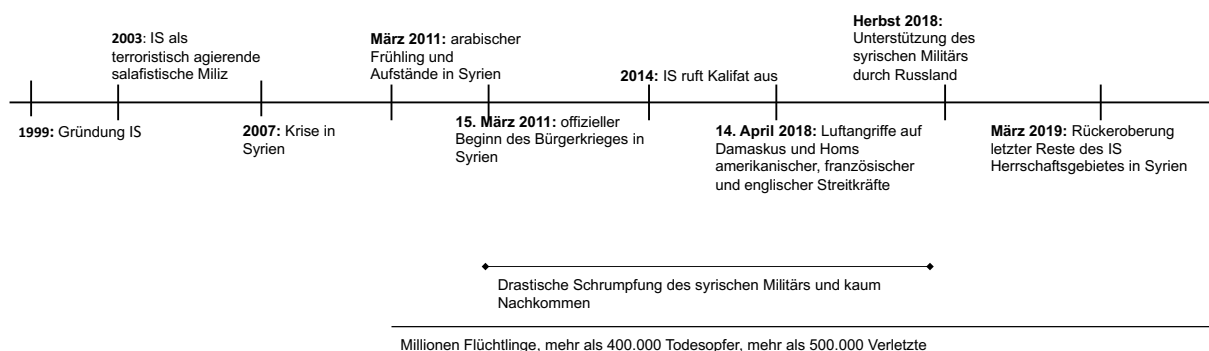 2003: IS als
terroristisch agierende
salafistische Miliz
März 2011: arabischer
Frühling und
Aufstände in Syrien
2014: IS ruft Kalifat aus
Herbst 2018:
Unterstützung des
syrischen Militärs
durch Russland
1999: Gründung IS
2007: Krise in
Syrien
15. März 2011: offizieller
Beginn des Bürgerkrieges in
Syrien
14. April 2018: Luftangriffe auf
Damaskus und Homs
amerikanischer, französischer
und englischer Streitkräfte
März 2019: Rückeroberung
letzter Reste des IS
Herrschaftsgebietes in Syrien
Drastische Schrumpfung des syrischen Militärs und kaum
Nachkommen
Millionen Flüchtlinge, mehr als 400.000 Todesopfer, mehr als 500.000 Verletzte